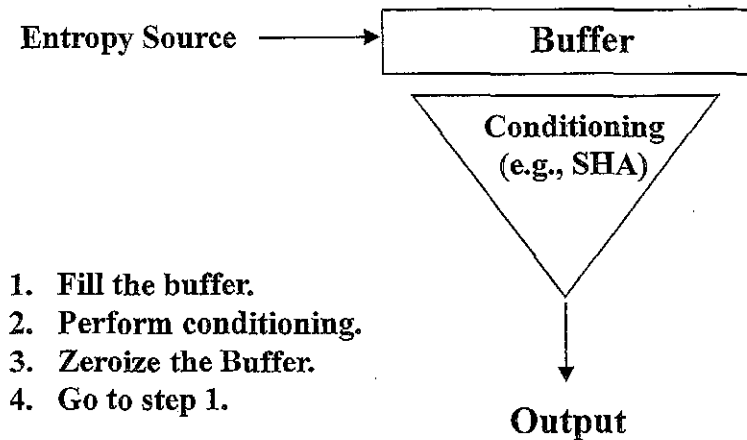 Entropy Source
Buffer
Conditioning
(e.g., SHA)
1. Fill the buffer.
2. Perform conditioning.
3. Zeroize the Buffer.
4. Go to step 1.
Output